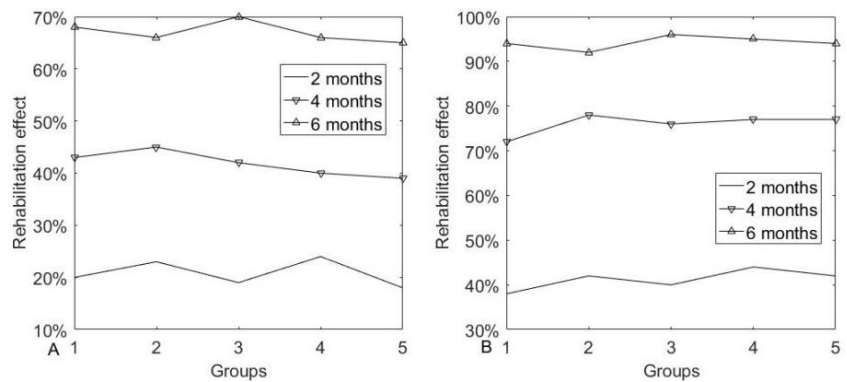 70%
60%
50%
40%
30%
20%
10%
Rehabilitation effect
2 months
4 months
6 months
A
1 2 3 4 5
Groups
100%
90%
80%
70%
60%
50%
40%
30%
Rehabilitation effect
2 months
4 months
6 months
B
1 2 3 4 5
Groups